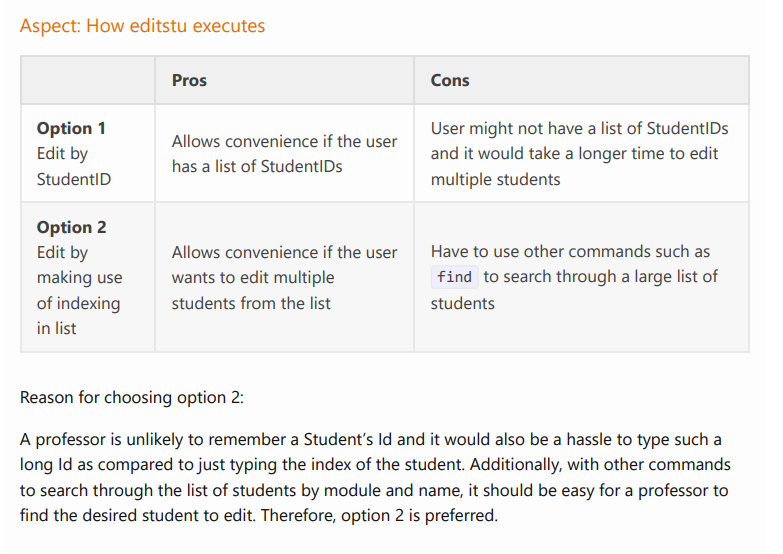 Aspect: How editstu executes
Pros
Cons
Option 1
Edit by
StudentID
Allows convenience if the user
has a list of StudentIDs
User might not have a list of StudentIDs
and it would take a longer time to edit
multiple students
Option 2
Edit by
making use
of indexing
in list
Allows convenience if the user
wants to edit multiple
students from the list
Have to use other commands such as
find to search through a large list of
students
Reason for choosing option 2:
A professor is unlikely to remember a Student’s Id and it would also be a hassle to type such a
long Id as compared to just typing the index of the student. Additionally, with other commands
to search through the list of students by module and name, it should be easy for a professor to
find the desired student to edit. Therefore, option 2 is preferred.